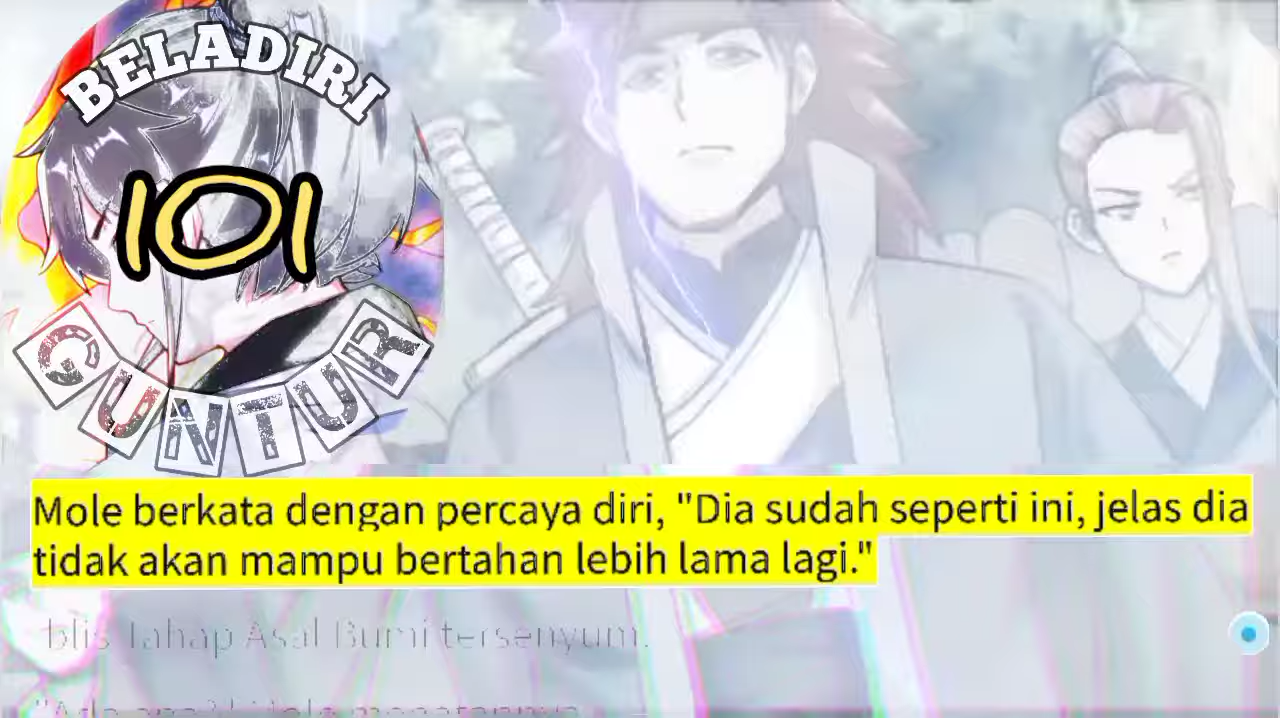 BELADIRI
101
GUNTUR
Mole berkata dengan percaya diri, "Dia sudah seperti ini, jelas dia
tidak akan mampu bertahan lebih lama lagi."
blis Tahap Asal Bumi tersenyum.